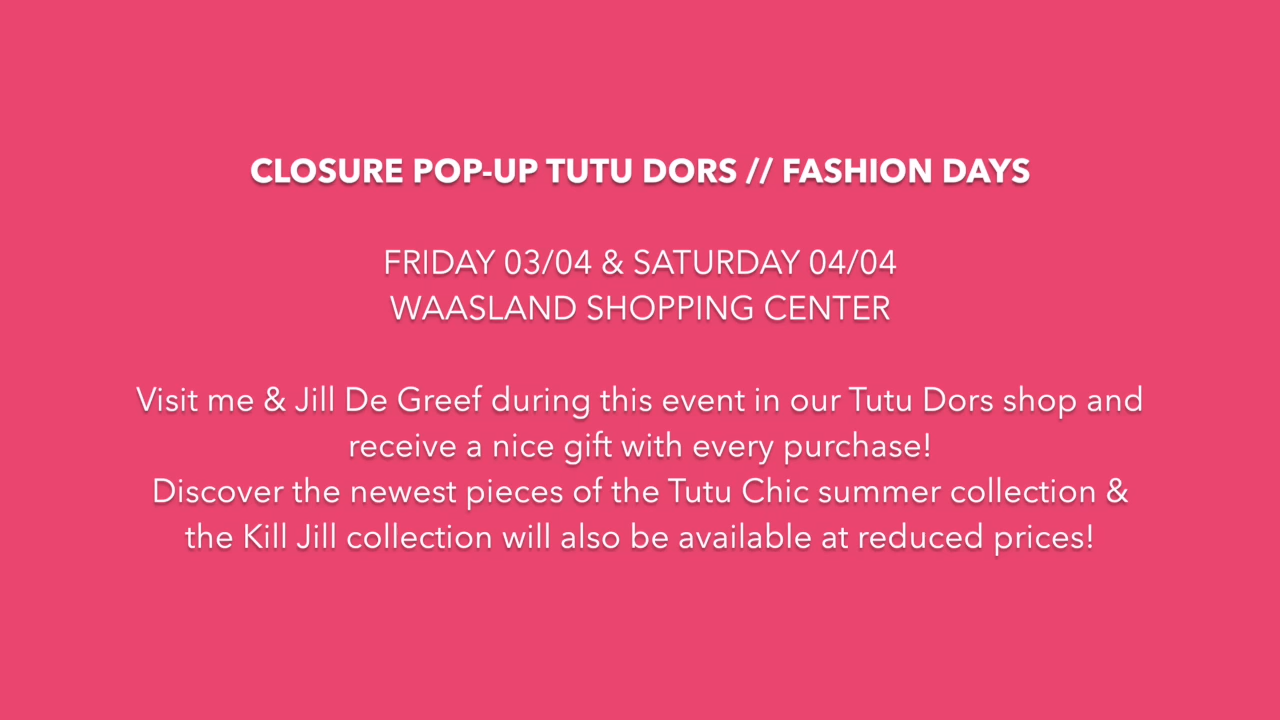 CLOSURE POP-UP TUTU DORS // FASHION DAYS
FRIDAY 03/04 & SATURDAY 04/04
WAASLAND SHOPPING CENTER
Visit me & Jill De Greef during this event in our Tutu Dors shop and
receive a nice gift with every purchase!
Discover the newest pieces of the Tutu Chic summer collection &
the Kill Jill collection will also be available at reduced prices!